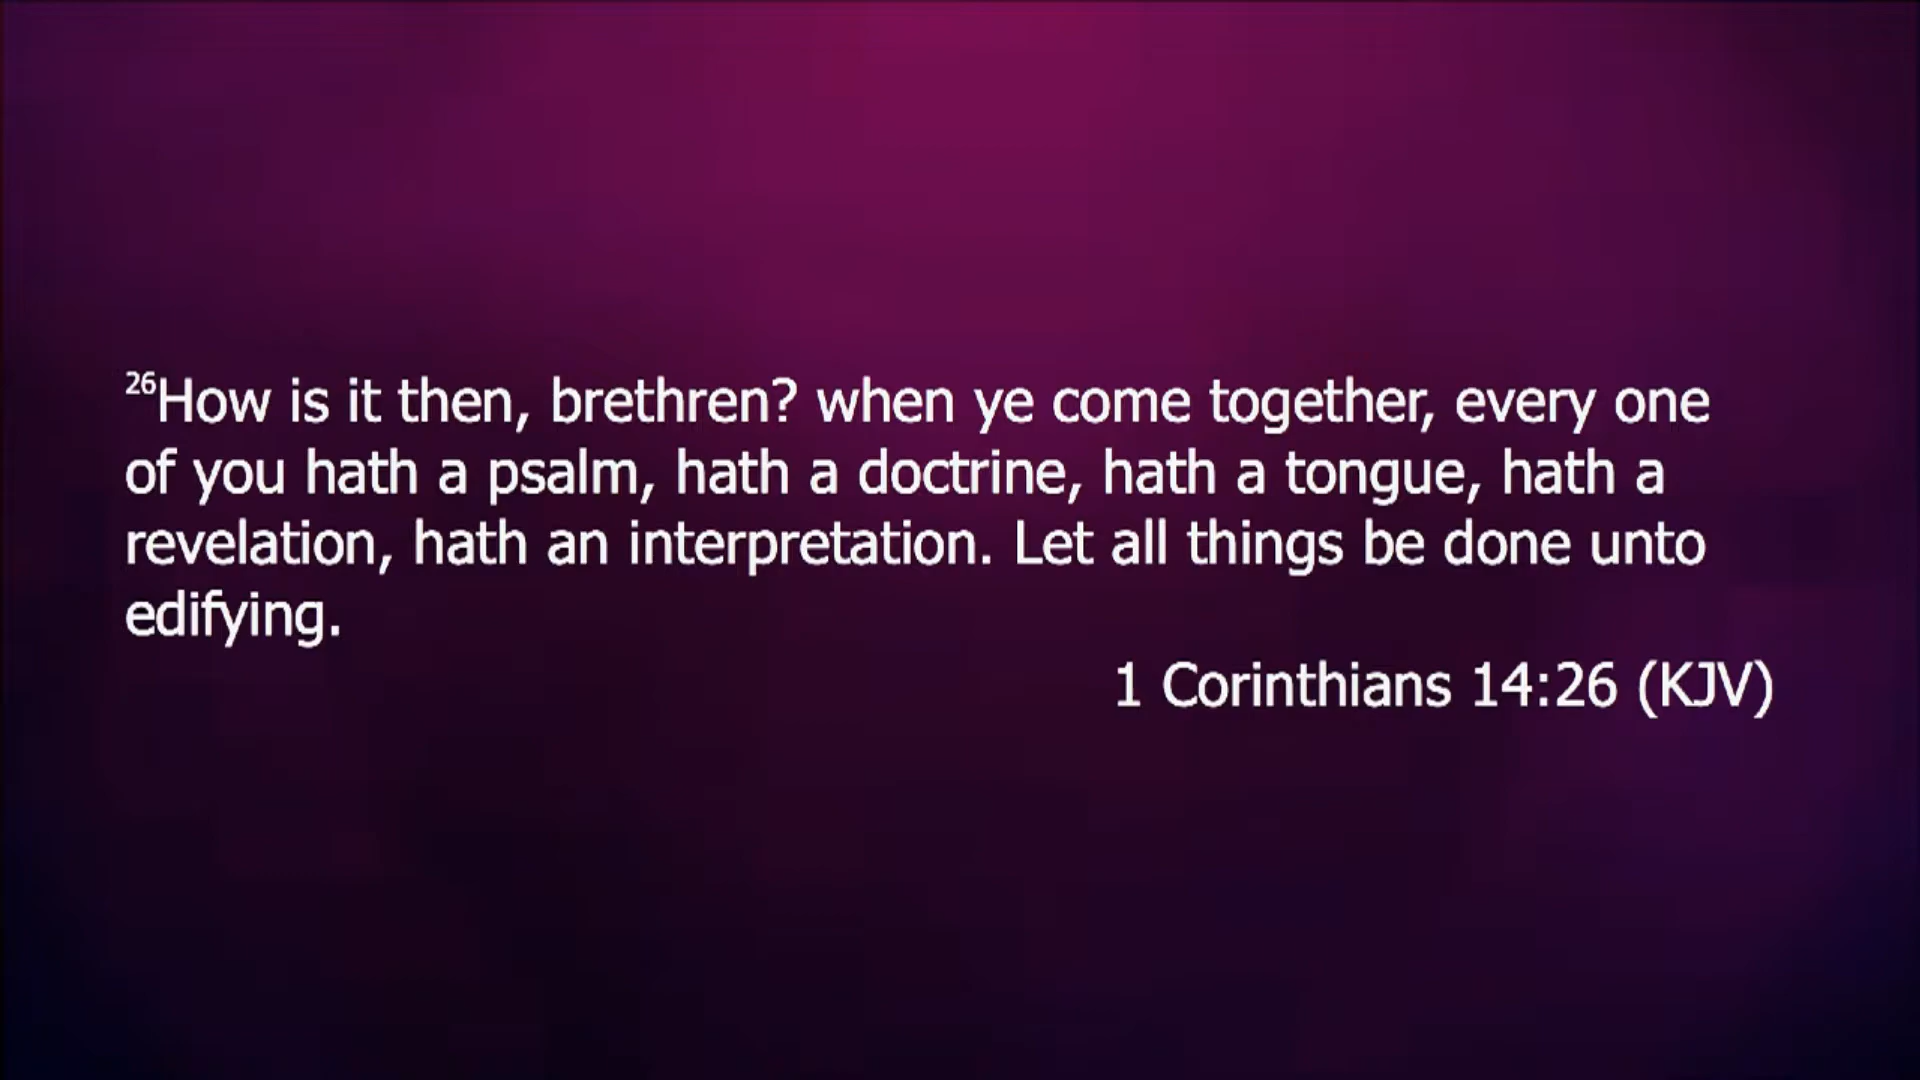 26How is it then, brethren? when ye come together, every one
of you hath a psalm, hath a doctrine, hath a tongue, hath a
revelation, hath an interpretation. Let all things be done unto
edifying.
1 Corinthians 14:26 (KJV)